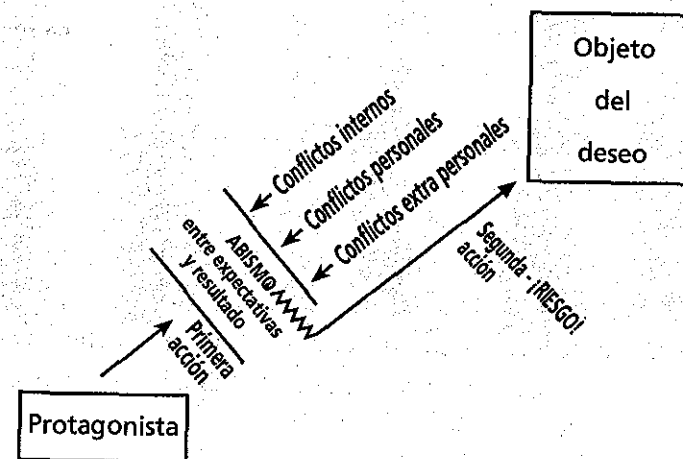 Objeto
del
deseo
Conflictos internos
Conflictos personales
Conflictos extra personales
ABISMO
entre expectativas
y resultado
Segunda - ¡RIESGO!
acción
Primera
acción
Protagonista